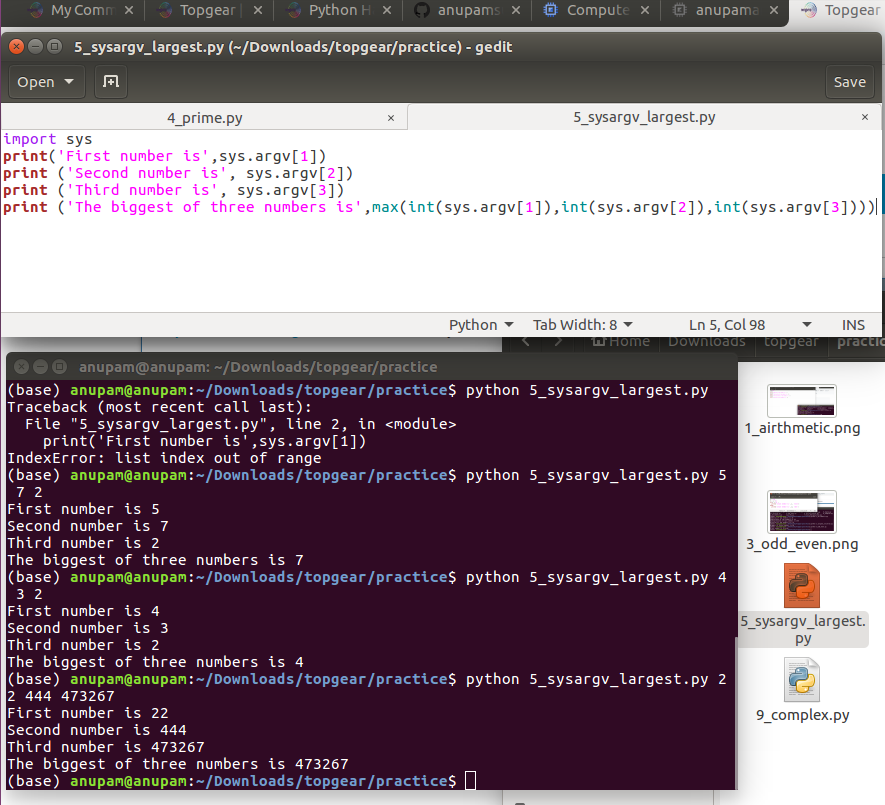 My Comm
Topgear
Python H
anupams
Compute
anupama
Topgear
5_sysargv_largest.py (~/Downloads/topgear/practice) - gedit
Open
Save
4_prime.py
5_sysargv_largest.py
import sys
print('First number is',sys.argv[1])
print ('Second number is', sys.argv[2])
print ('Third number is', sys.argv[3])
print ('The biggest of three numbers is',max(int(sys.argv[1]),int(sys.argv[2]),int(sys.argv[3])))
Python
Tab Width: 8
Ln 5, Col 98
INS
Home
Downloads
topgear
practic
anupam@anupam: ~/Downloads/topgear/practice
(base) anupam@anupam:~/Downloads/topgear/practice$ python 5_sysargv_largest.py
Traceback (most recent call last):
  File "5_sysargv_largest.py", line 2, in <module>
    print('First number is',sys.argv[1])
IndexError: list index out of range
(base) anupam@anupam:~/Downloads/topgear/practice$ python 5_sysargv_largest.py 5
 7 2
First number is 5
Second number is 7
Third number is 2
The biggest of three numbers is 7
(base) anupam@anupam:~/Downloads/topgear/practice$ python 5_sysargv_largest.py 4
 3 2
First number is 4
Second number is 3
Third number is 2
The biggest of three numbers is 4
(base) anupam@anupam:~/Downloads/topgear/practice$ python 5_sysargv_largest.py 2
2 444 473267
First number is 22
Second number is 444
Third number is 473267
The biggest of three numbers is 473267
(base) anupam@anupam:~/Downloads/topgear/practice$
1_airthmetic.png
3_odd_even.png
5_sysargv_largest.
py
9_complex.py